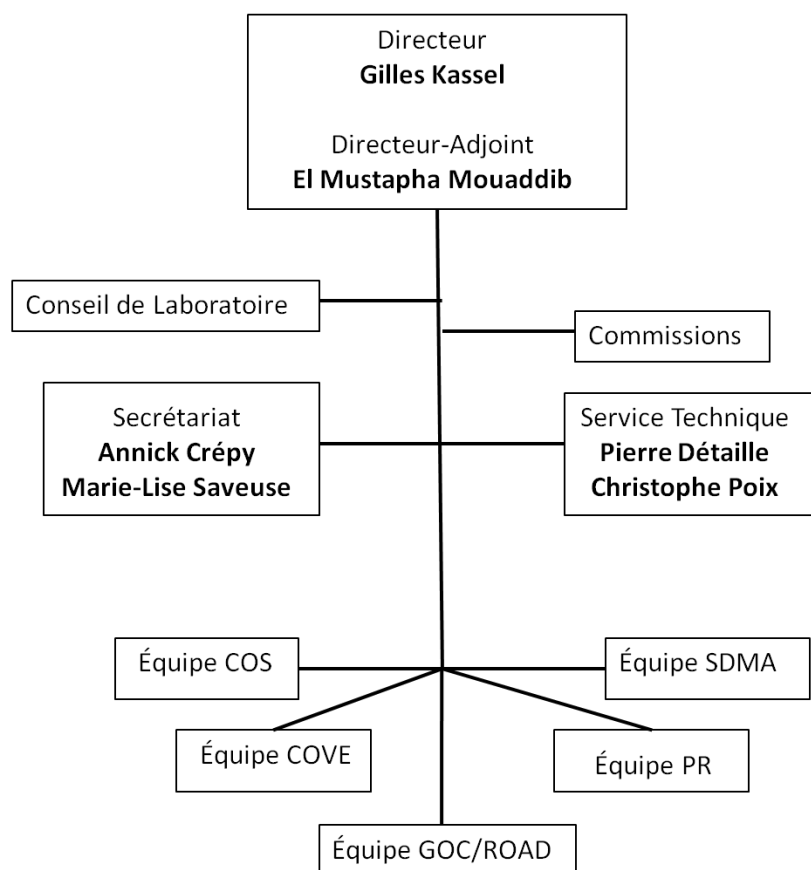 Directeur
Gilles Kassel
Directeur-Adjoint
El Mustapha Mouaddib
Conseil de Laboratoire
Commissions
Secrétariat
Annick Crépy
Marie-Lise Saveuse
Service Technique
Pierre Détaille
Christophe Poix
Équipe COS
Équipe SDMA
Équipe COVE
Équipe PR
Équipe GOC/ROAD